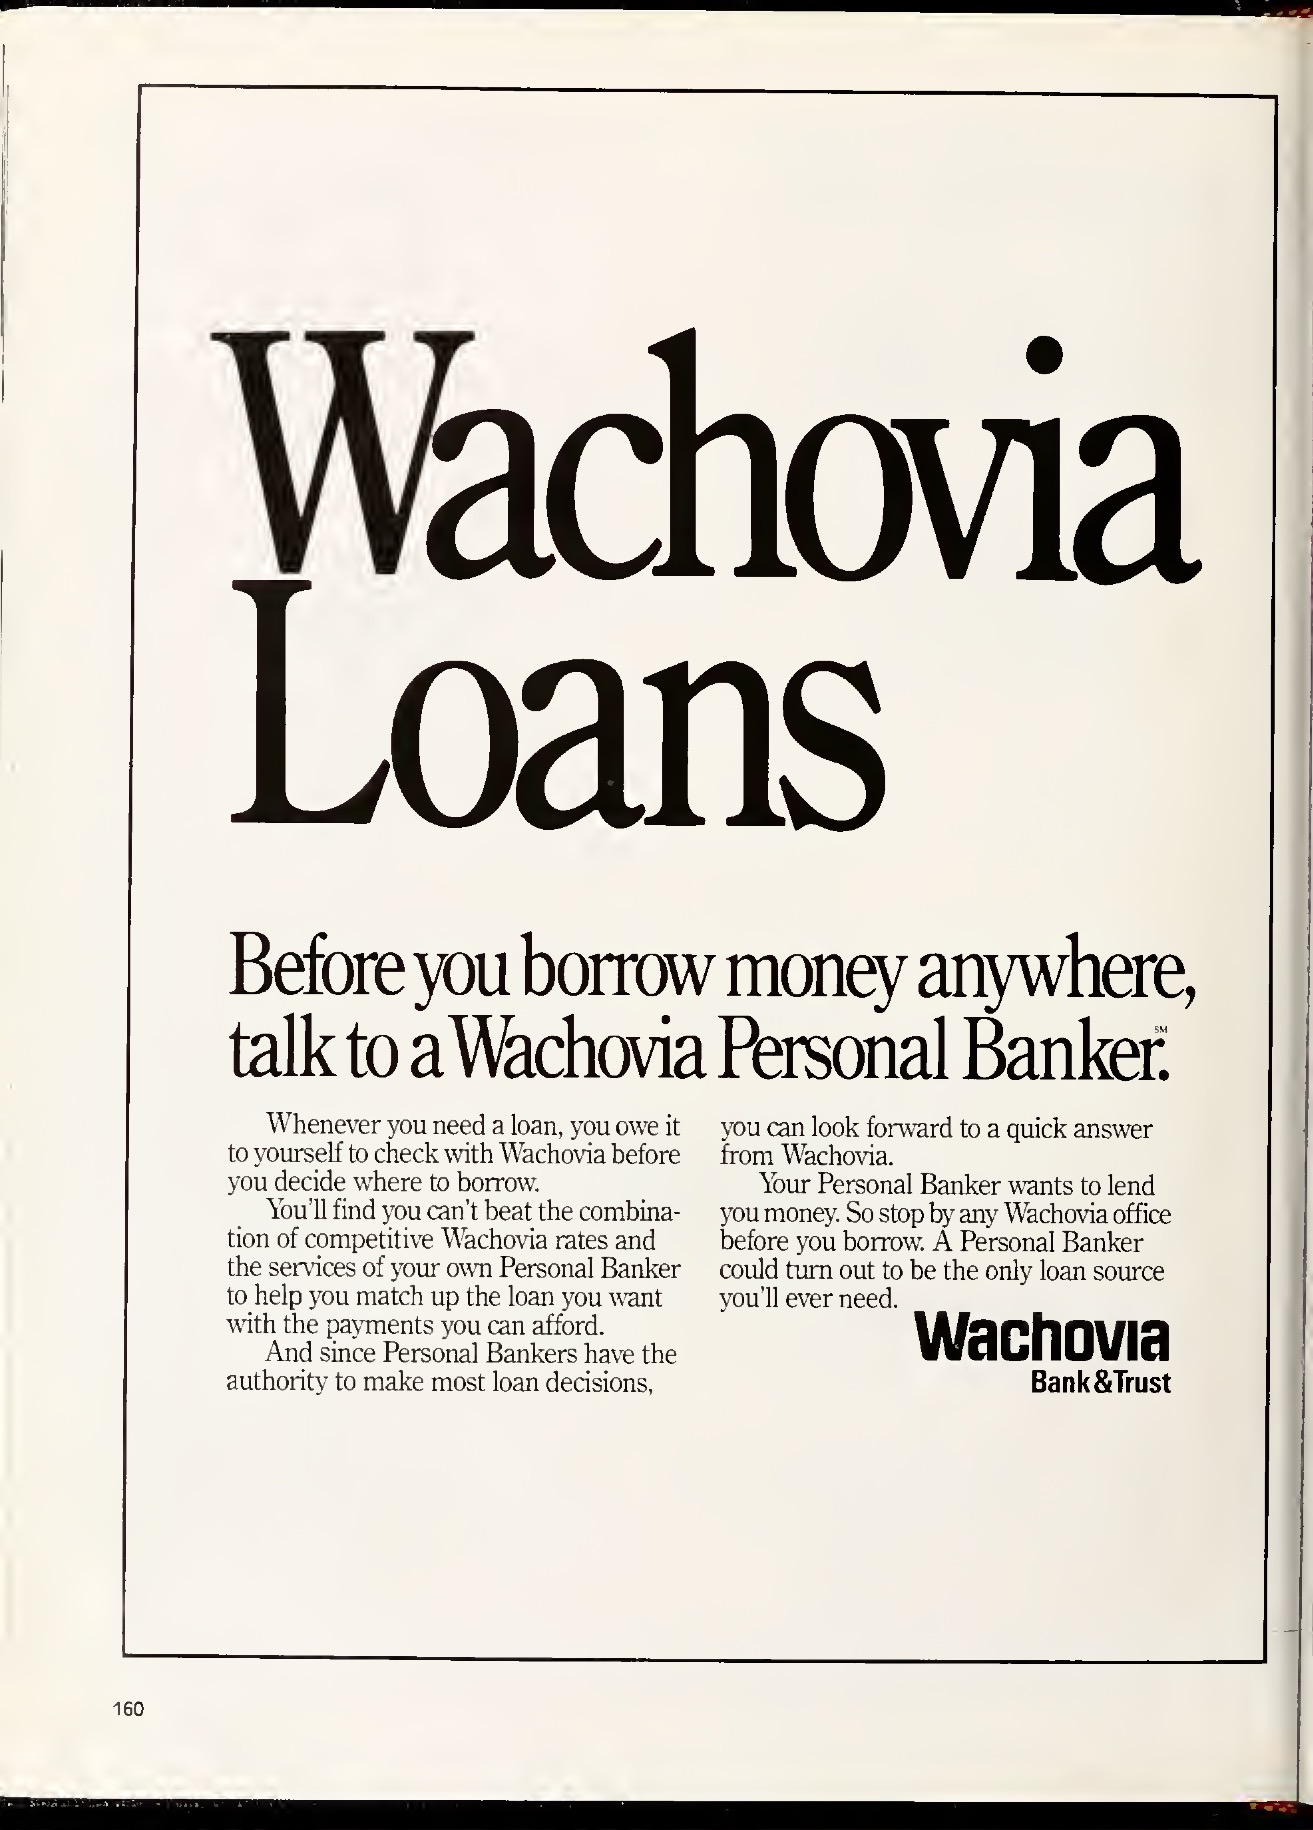 Wachovia
Loans
Before you borrow money anywhere,
talk to a Wachovia Personal Banker.℠
Whenever you need a loan, you owe it
to yourself to check with Wachovia before
you decide where to borrow.
You'll find you can't beat the combina-
tion of competitive Wachovia rates and
the services of your own Personal Banker
to help you match up the loan you want
with the payments you can afford.
And since Personal Bankers have the
authority to make most loan decisions,
you can look forward to a quick answer
from Wachovia.
Your Personal Banker wants to lend
you money. So stop by any Wachovia office
before you borrow. A Personal Banker
could turn out to be the only loan source
you'll ever need.
Wachovia
Bank & Trust
160